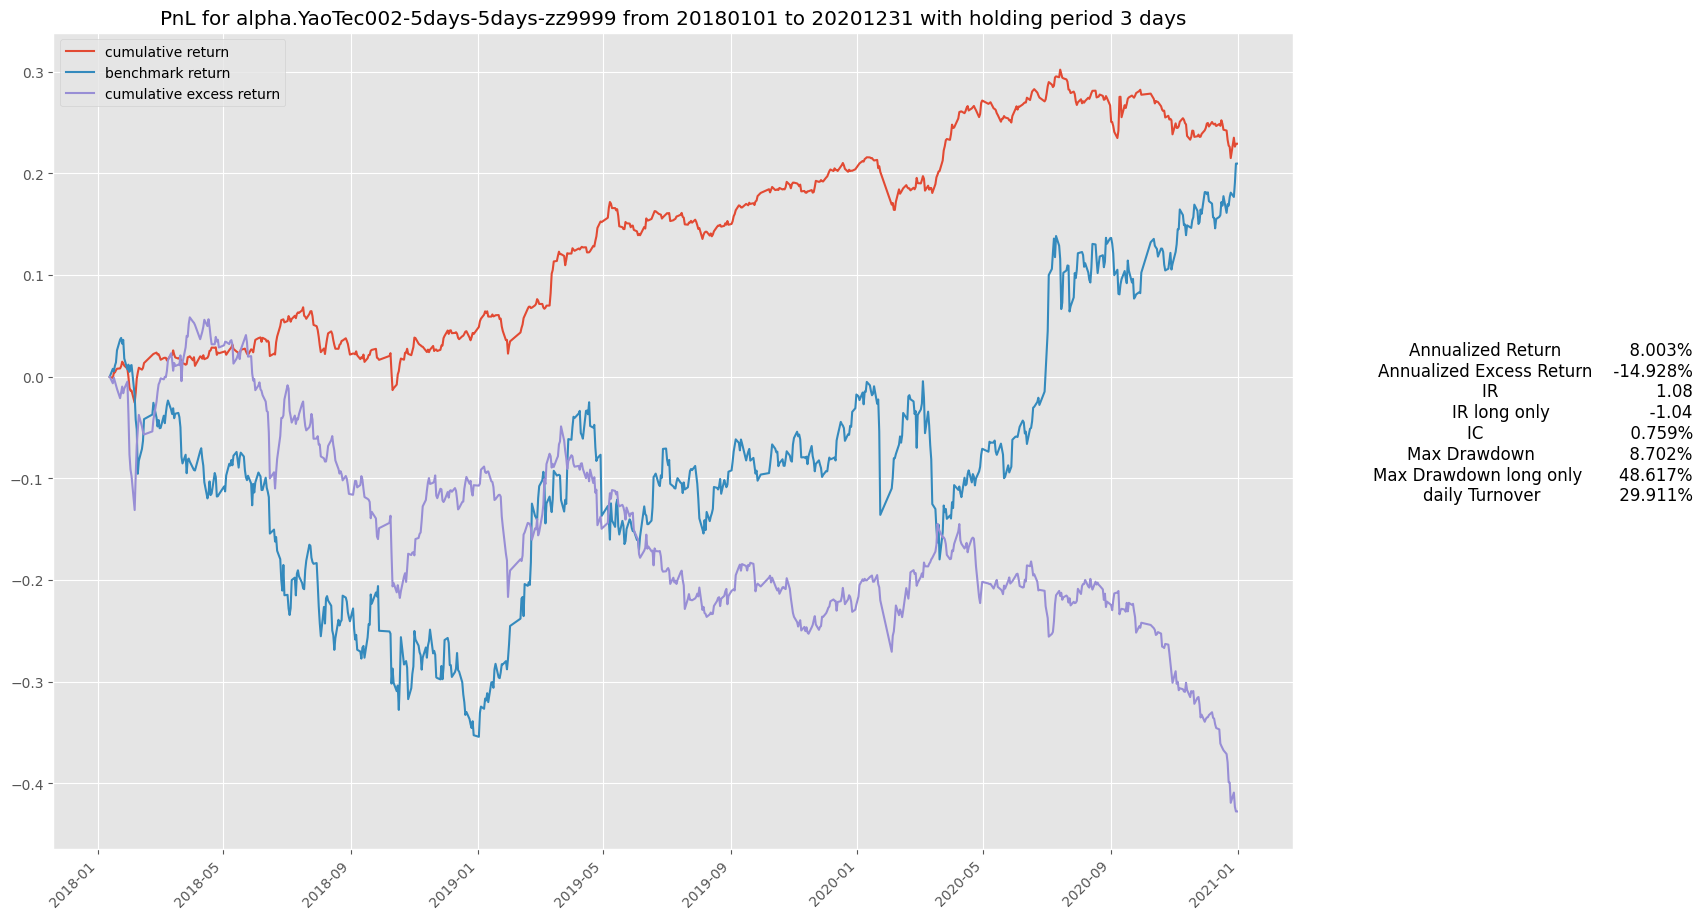 PnL for alpha.YaoTec002-5days-5days-zz9999 from 20180101 to 20201231 with holding period 3 days
cumulative return
benchmark return
cumulative excess return
0.3
0.2
0.1
0.0
−0.1
−0.2
−0.3
−0.4
2018-01
2018-05
2018-09
2019-01
2019-05
2019-09
2020-01
2020-05
2020-09
2021-01
Annualized Return 8.003%
Annualized Excess Return -14.928%
IR 1.08
IR long only -1.04
IC 0.759%
Max Drawdown 8.702%
Max Drawdown long only 48.617%
daily Turnover 29.911%